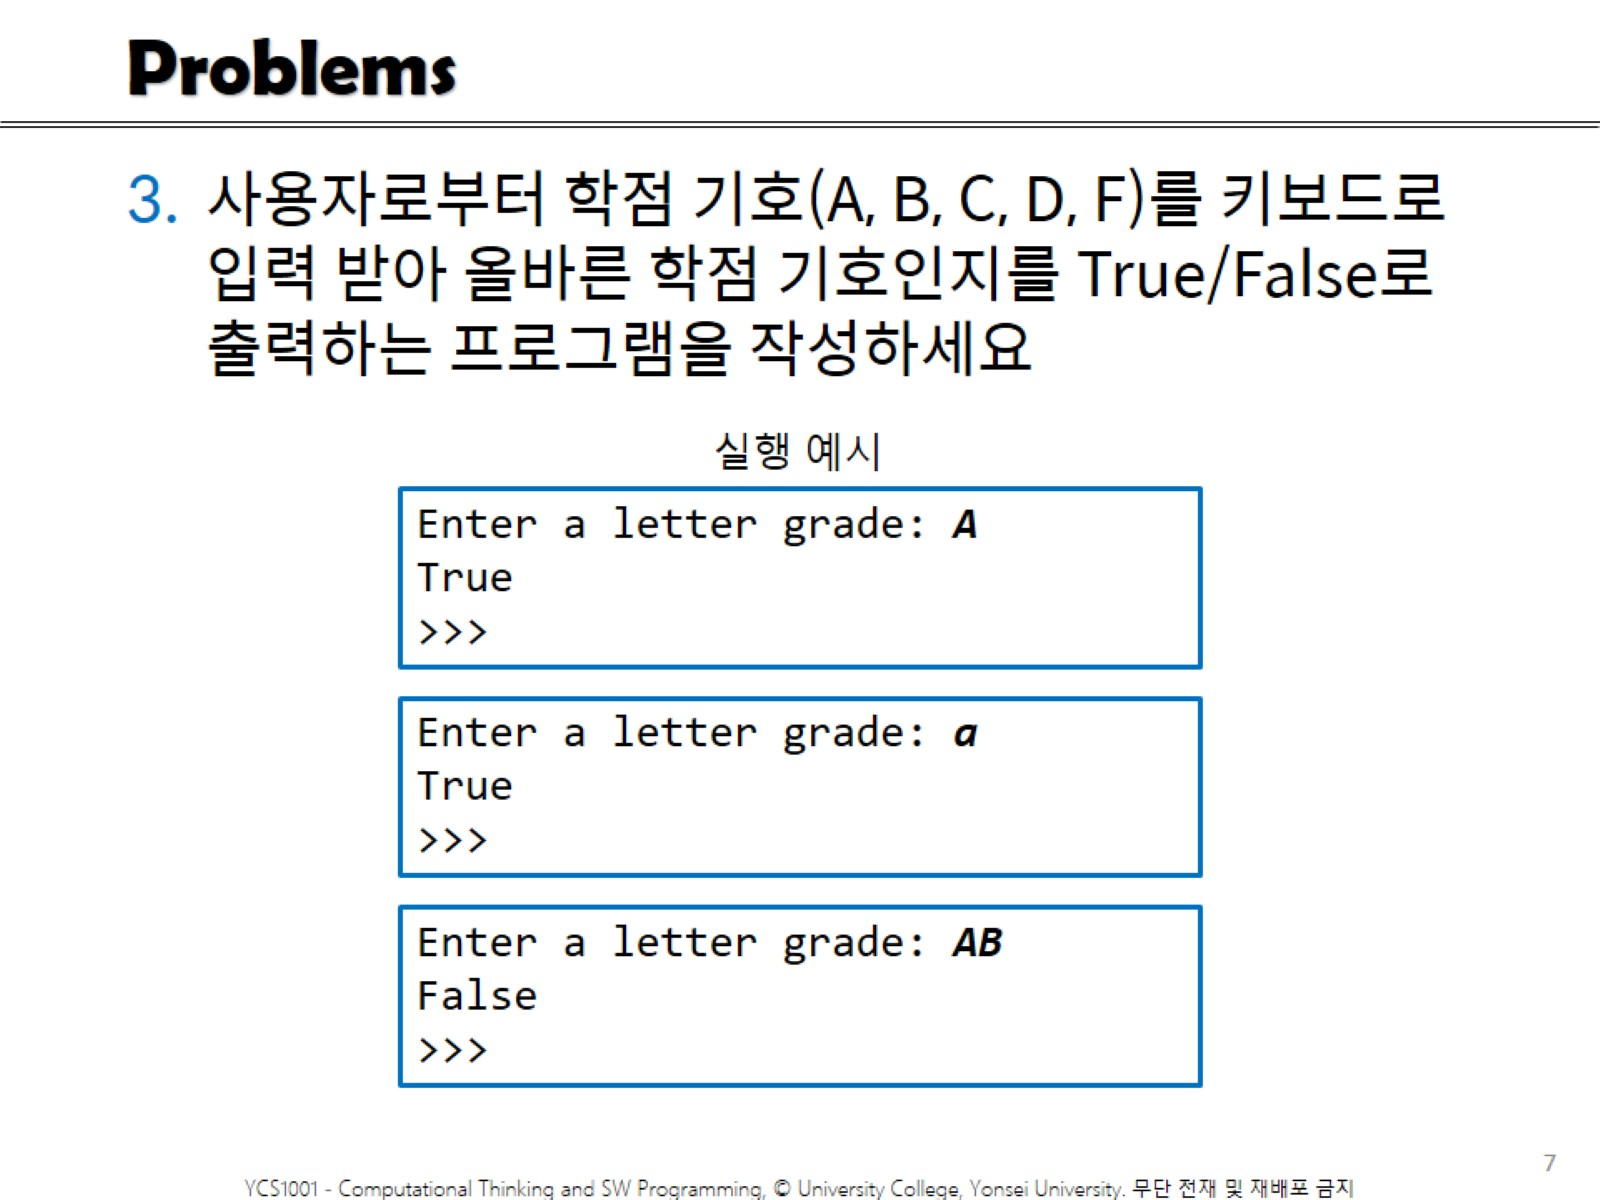 Problems
3. 사용자로부터 학점 기호(A, B, C, D, F)를 키보드로
입력 받아 올바른 학점 기호인지를 True/False로
출력하는 프로그램을 작성하세요
실행 예시
Enter a letter grade: A
True
>>>
Enter a letter grade: a
True
>>>
Enter a letter grade: AB
False
>>>
7
YCS1001 - Computational Thinking and SW Programming, © University College, Yonsei University. 무단 전재 및 재배포 금지